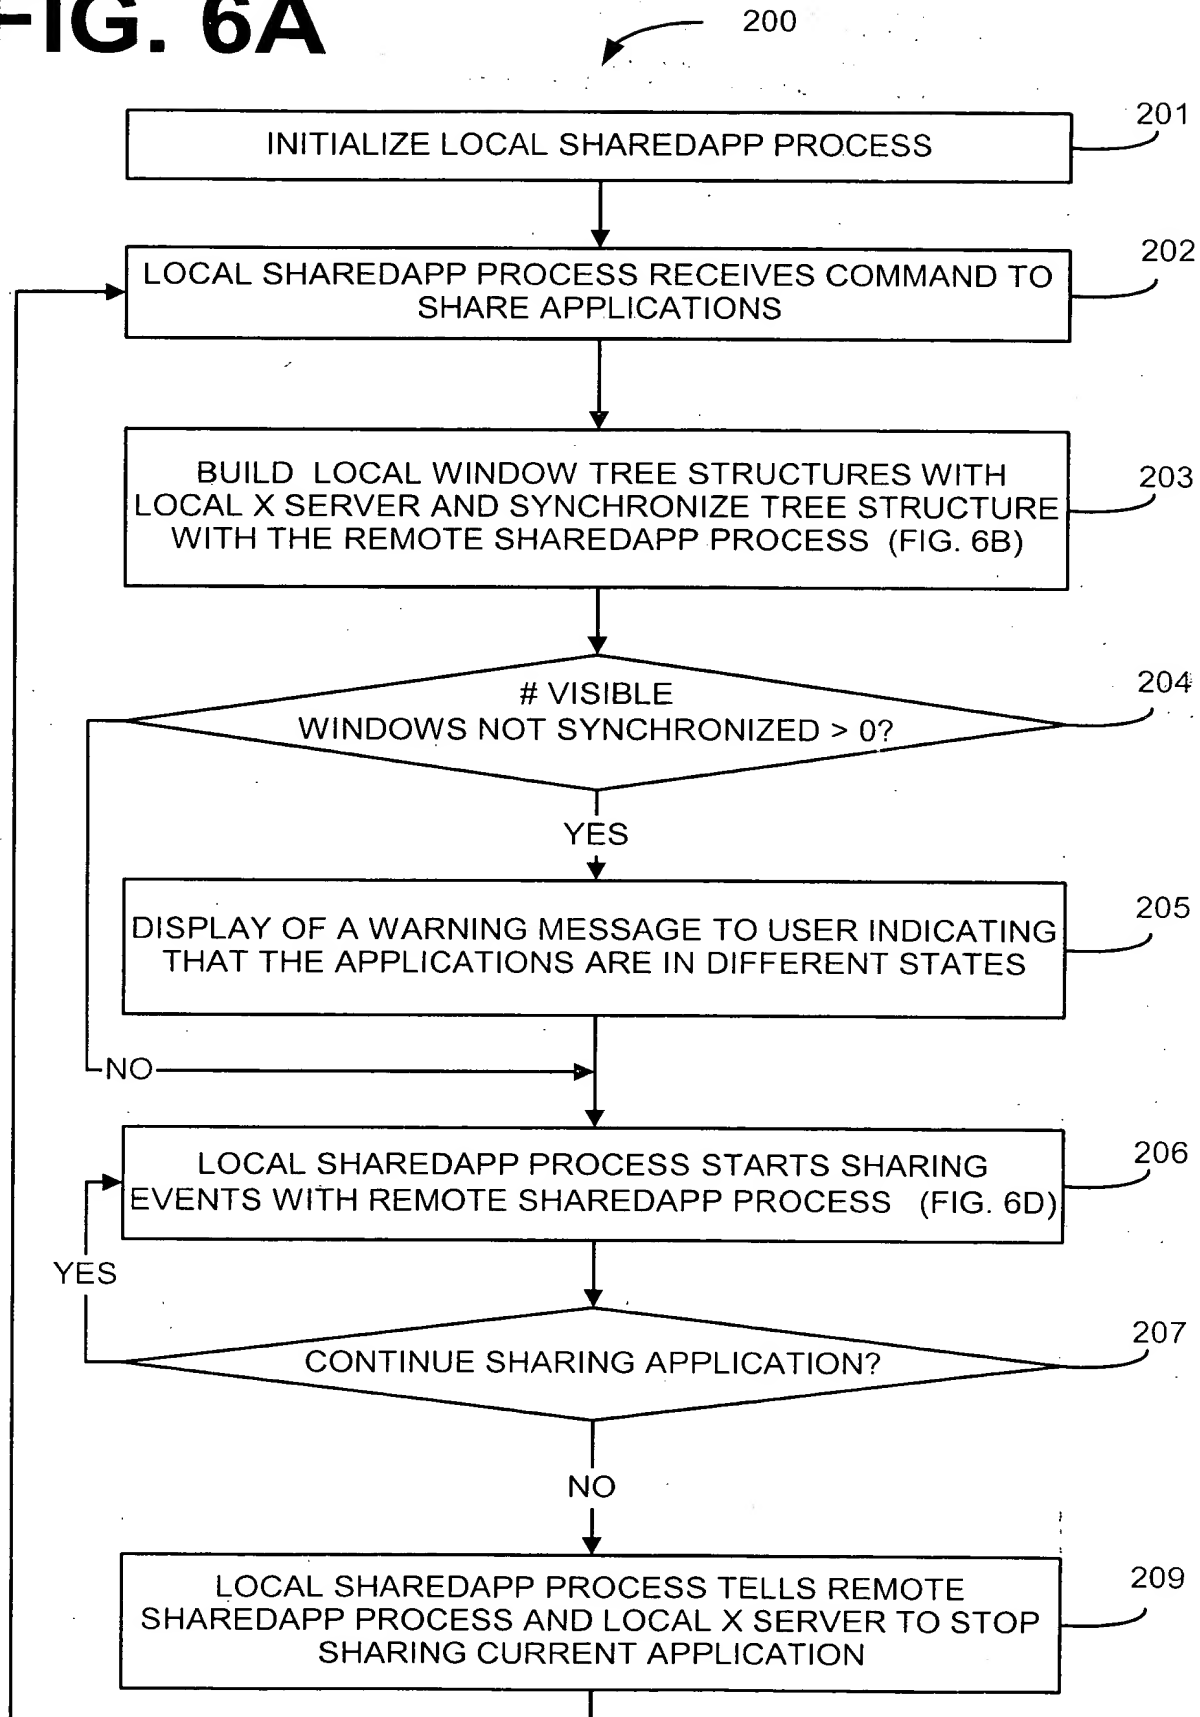 FIG. 6A
200
INITIALIZE LOCAL SHAREDAPP PROCESS
201
LOCAL SHAREDAPP PROCESS RECEIVES COMMAND TO
SHARE APPLICATIONS
202
BUILD LOCAL WINDOW TREE STRUCTURES WITH
LOCAL X SERVER AND SYNCHRONIZE TREE STRUCTURE
WITH THE REMOTE SHAREDAPP PROCESS (FIG. 6B)
203
# VISIBLE
WINDOWS NOT SYNCHRONIZED > 0?
204
YES
DISPLAY OF A WARNING MESSAGE TO USER INDICATING
THAT THE APPLICATIONS ARE IN DIFFERENT STATES
205
NO
LOCAL SHAREDAPP PROCESS STARTS SHARING
EVENTS WITH REMOTE SHAREDAPP PROCESS (FIG. 6D)
206
YES
CONTINUE SHARING APPLICATION?
207
NO
LOCAL SHAREDAPP PROCESS TELLS REMOTE
SHAREDAPP PROCESS AND LOCAL X SERVER TO STOP
SHARING CURRENT APPLICATION
209